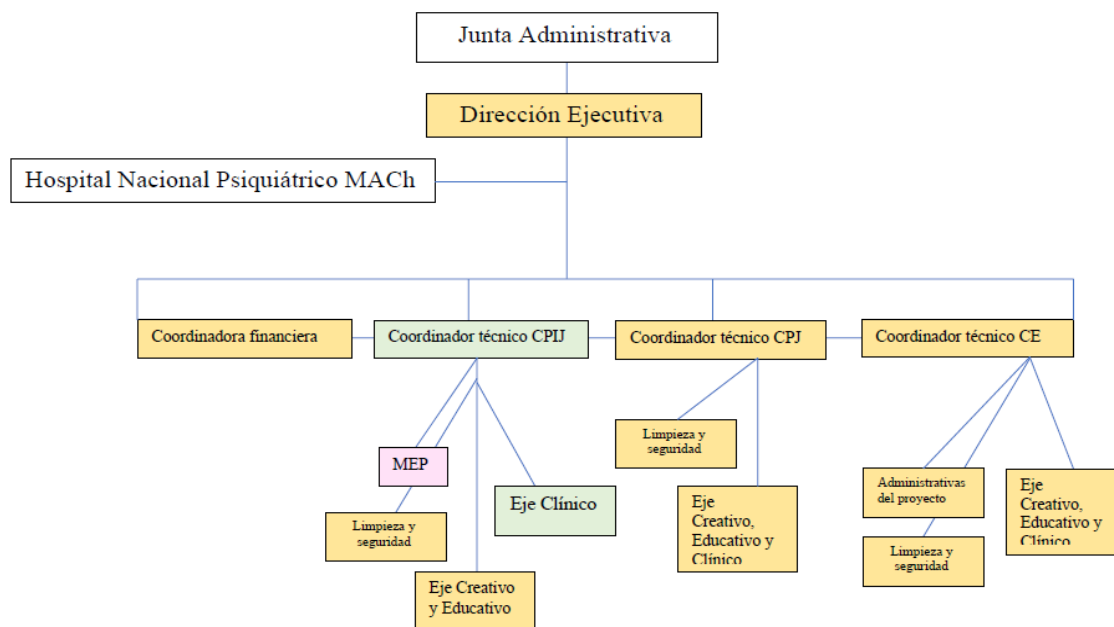 Junta Administrativa
Dirección Ejecutiva
Hospital Nacional Psiquiátrico MACh
Coordinadora financiera
Coordinador técnico CPIJ
Coordinador técnico CPJ
Coordinador técnico CE
Limpieza y
seguridad
MEP
Eje Clínico
Limpieza y
seguridad
Eje Creativo
y Educativo
Eje
Creativo,
Educativo y
Clínico
Administrativas
del proyecto
Limpieza y
seguridad
Eje
Creativo,
Educativo y
Clínico